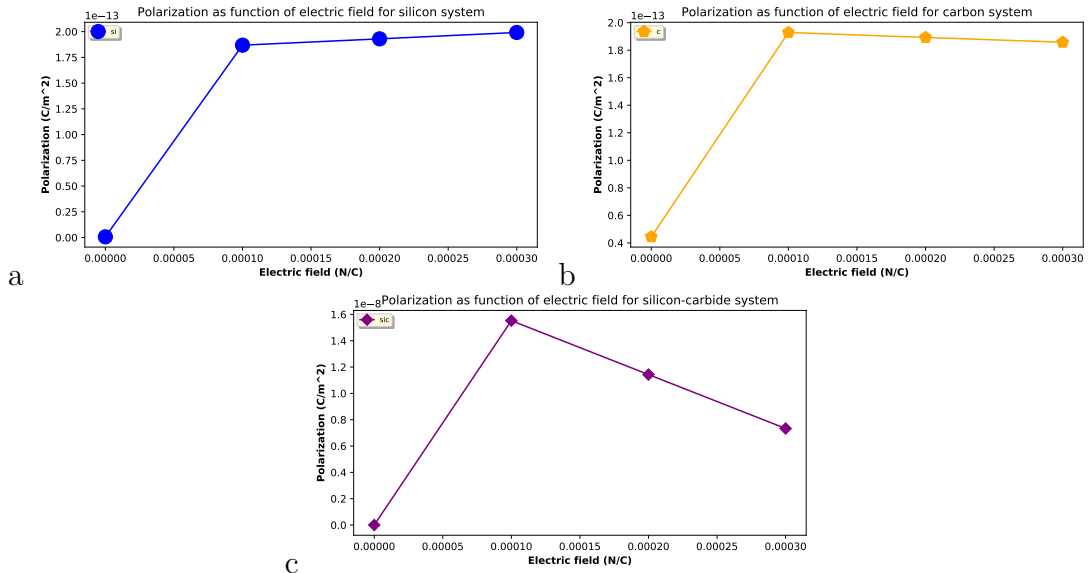 Polarization as function of electric field for silicon system
1e−13
si
2.00
1.75
1.50
1.25
1.00
0.75
0.50
0.25
0.00
Polarization (C/m^2)
0.00000 0.00005 0.00010 0.00015 0.00020 0.00025 0.00030
Electric field (N/C)
a
Polarization as function of electric field for carbon system
1e−13
c
2.0
1.8
1.6
1.4
1.2
1.0
0.8
0.6
0.4
Polarization (C/m^2)
0.00000 0.00005 0.00010 0.00015 0.00020 0.00025 0.00030
Electric field (N/C)
b
Polarization as function of electric field for silicon-carbide system
1e−8
sic
1.6
1.4
1.2
1.0
0.8
0.6
0.4
0.2
0.0
Polarization (C/m^2)
0.00000 0.00005 0.00010 0.00015 0.00020 0.00025 0.00030
Electric field (N/C)
c